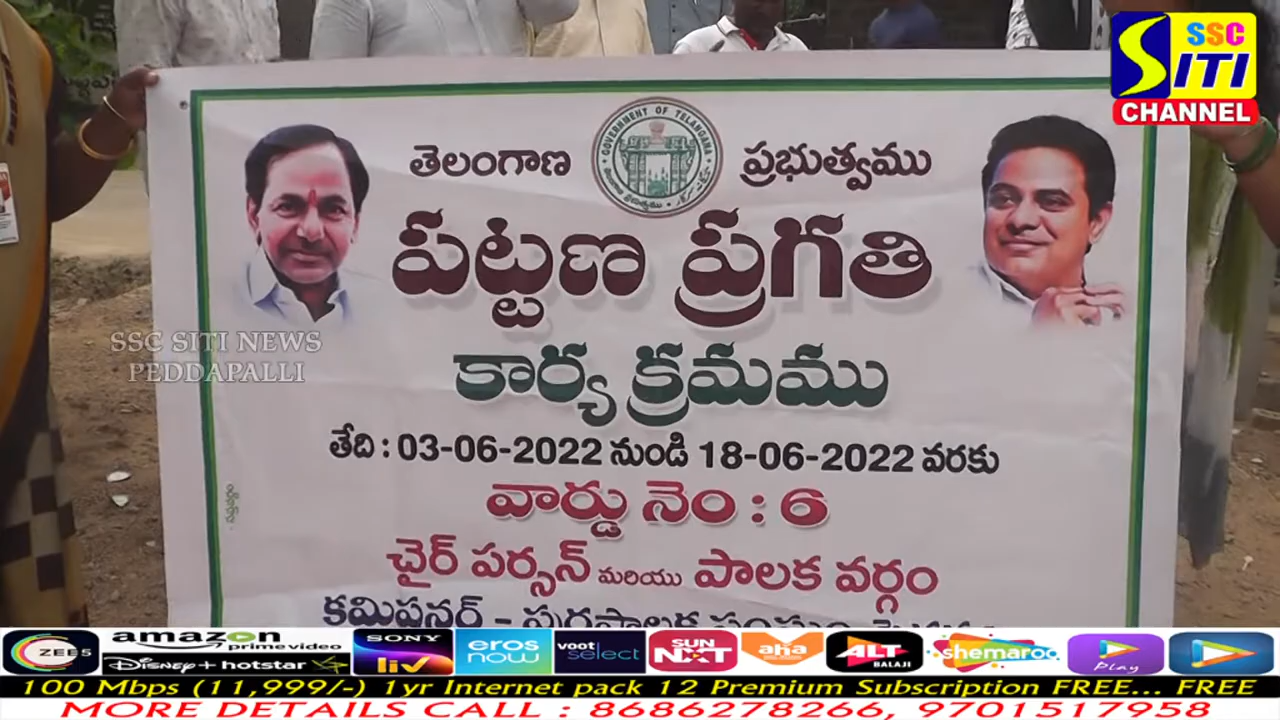 SSC
SITI
CHANNEL
GOVERNMENT OF TELANGANA
తెలంగాణ ప్రభుత్వము
పట్టణ ప్రగతి
కార్య క్రమము
తేది : 03-06-2022 నుండి 18-06-2022 వరకు
వార్డు నెం : 6
చైర్ పర్సన్ మరియు పాలక వర్గం
కమిషనర్ - పురపాలక సంఘం
SSC SITI NEWS
PEDDAPALLI
ZEE5 amazon primevideo Disney+ hotstar SONY liv eros now voot select SUN NXT aha ALT BALAJI shemaroo Play
100 Mbps (11,999/-) 1yr Internet pack 12 Premium Subscription FREE... FREE
MORE DETAILS CALL : 8686278266, 9701517958